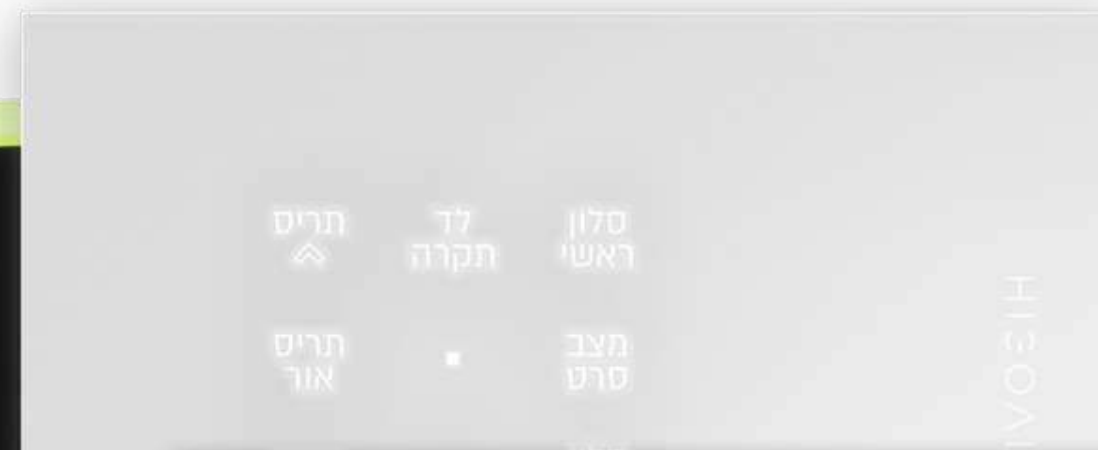 סלון
ראשי
לד
תקרה
תריס
מצב
סרט
תריס
אור